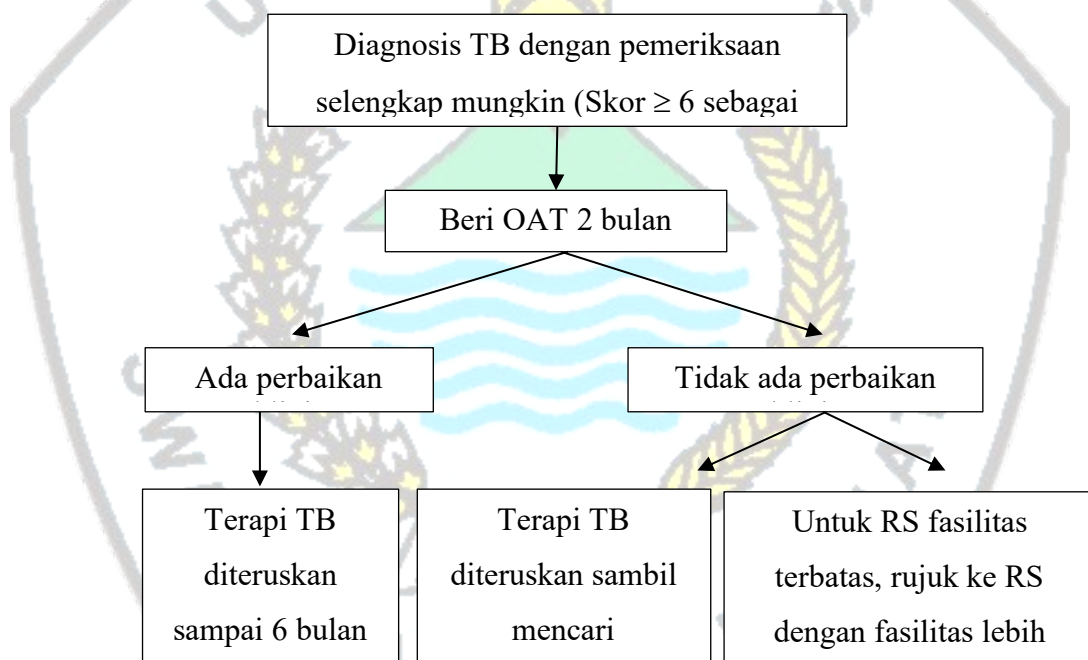 Diagnosis TB dengan pemeriksaan
selengkap mungkin (Skor ≥ 6 sebagai
Beri OAT 2 bulan
Ada perbaikan
Tidak ada perbaikan
Terapi TB
diteruskan
sampai 6 bulan
Terapi TB
diteruskan sambil
mencari
Untuk RS fasilitas
terbatas, rujuk ke RS
dengan fasilitas lebih